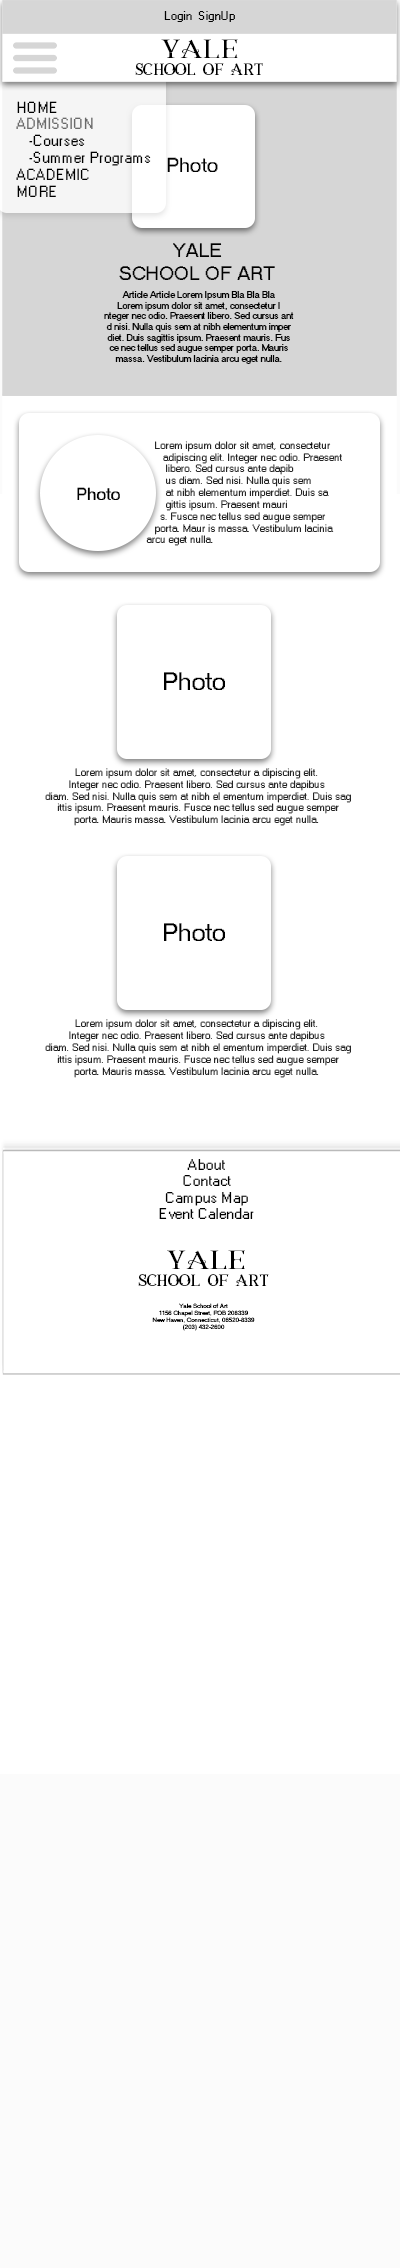 Login SignUp
YALE
SCHOOL OF ART
HOME
ADMISSION
-Courses
-Summer Programs
ACADEMIC
MORE
Photo
YALE
SCHOOL OF ART
Article Article Lorem Ipsum Bla Bla Bla
Lorem ipsum dolor sit amet, consectetur I
nteger nec odio. Praesent libero. Sed cursus ant
d nisi. Nulla quis sem at nibh elementum imper
diet. Duis sagittis ipsum. Praesent mauris. Fus
ce nec tellus sed augue semper porta. Mauris
massa. Vestibulum lacinia arcu eget nulla.
Photo
Lorem ipsum dolor sit amet, consectetur
adipiscing elit. Integer nec odio. Praesent
libero. Sed cursus ante dapib
us diam. Sed nisi. Nulla quis sem
at nibh elementum imperdiet. Duis sa
gittis ipsum. Praesent mauri
s. Fusce nec tellus sed augue semper
porta. Maur is massa. Vestibulum lacinia
arcu eget nulla.
Photo
Lorem ipsum dolor sit amet, consectetur a dipiscing elit.
Integer nec odio. Praesent libero. Sed cursus ante dapibus
diam. Sed nisi. Nulla quis sem at nibh el ementum imperdiet. Duis sag
ittis ipsum. Praesent mauris. Fusce nec tellus sed augue semper
porta. Mauris massa. Vestibulum lacinia arcu eget nulla.
Photo
Lorem ipsum dolor sit amet, consectetur a dipiscing elit.
Integer nec odio. Praesent libero. Sed cursus ante dapibus
diam. Sed nisi. Nulla quis sem at nibh el ementum imperdiet. Duis sag
ittis ipsum. Praesent mauris. Fusce nec tellus sed augue semper
porta. Mauris massa. Vestibulum lacinia arcu eget nulla.
About
Contact
Campus Map
Event Calendar
YALE
SCHOOL OF ART
Yale School of Art
1156 Chapel Street, POB 208339
New Haven, Connecticut, 06520-8339
(203) 432-2600